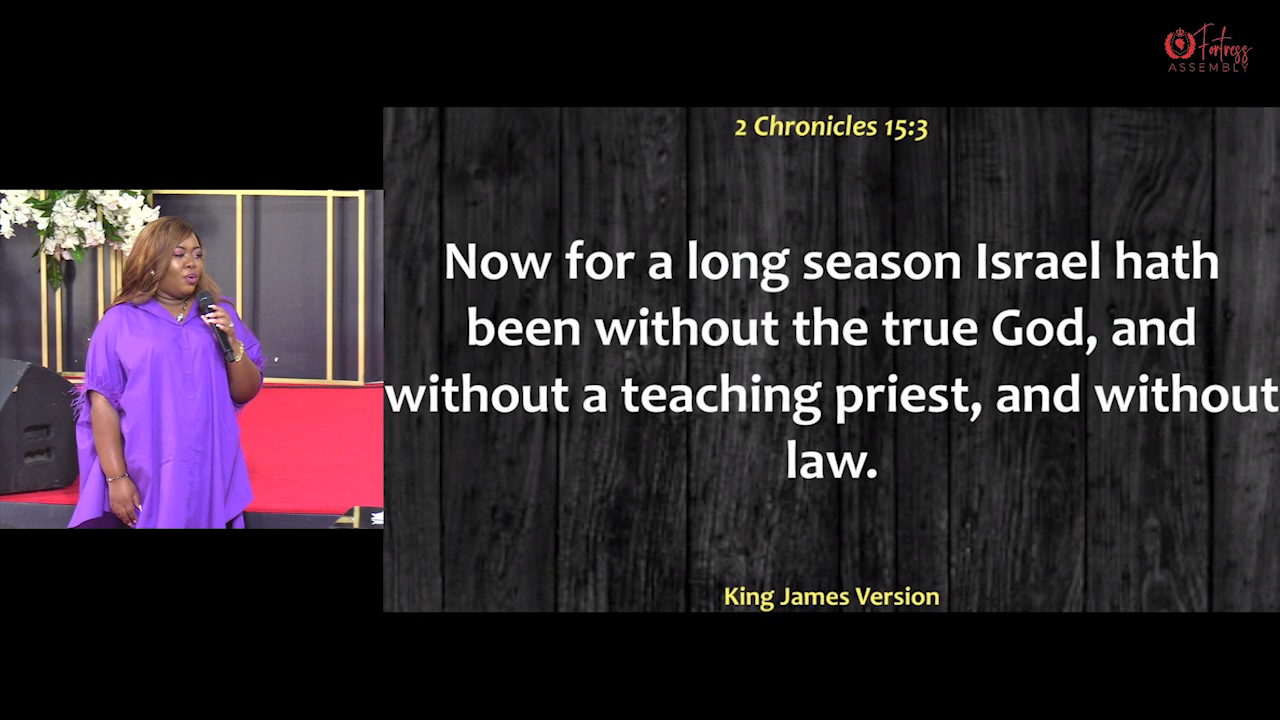 Fortress
ASSEMBLY
2 Chronicles 15:3
Now for a long season Israel hath
been without the true God, and
without a teaching priest, and without
law.
King James Version